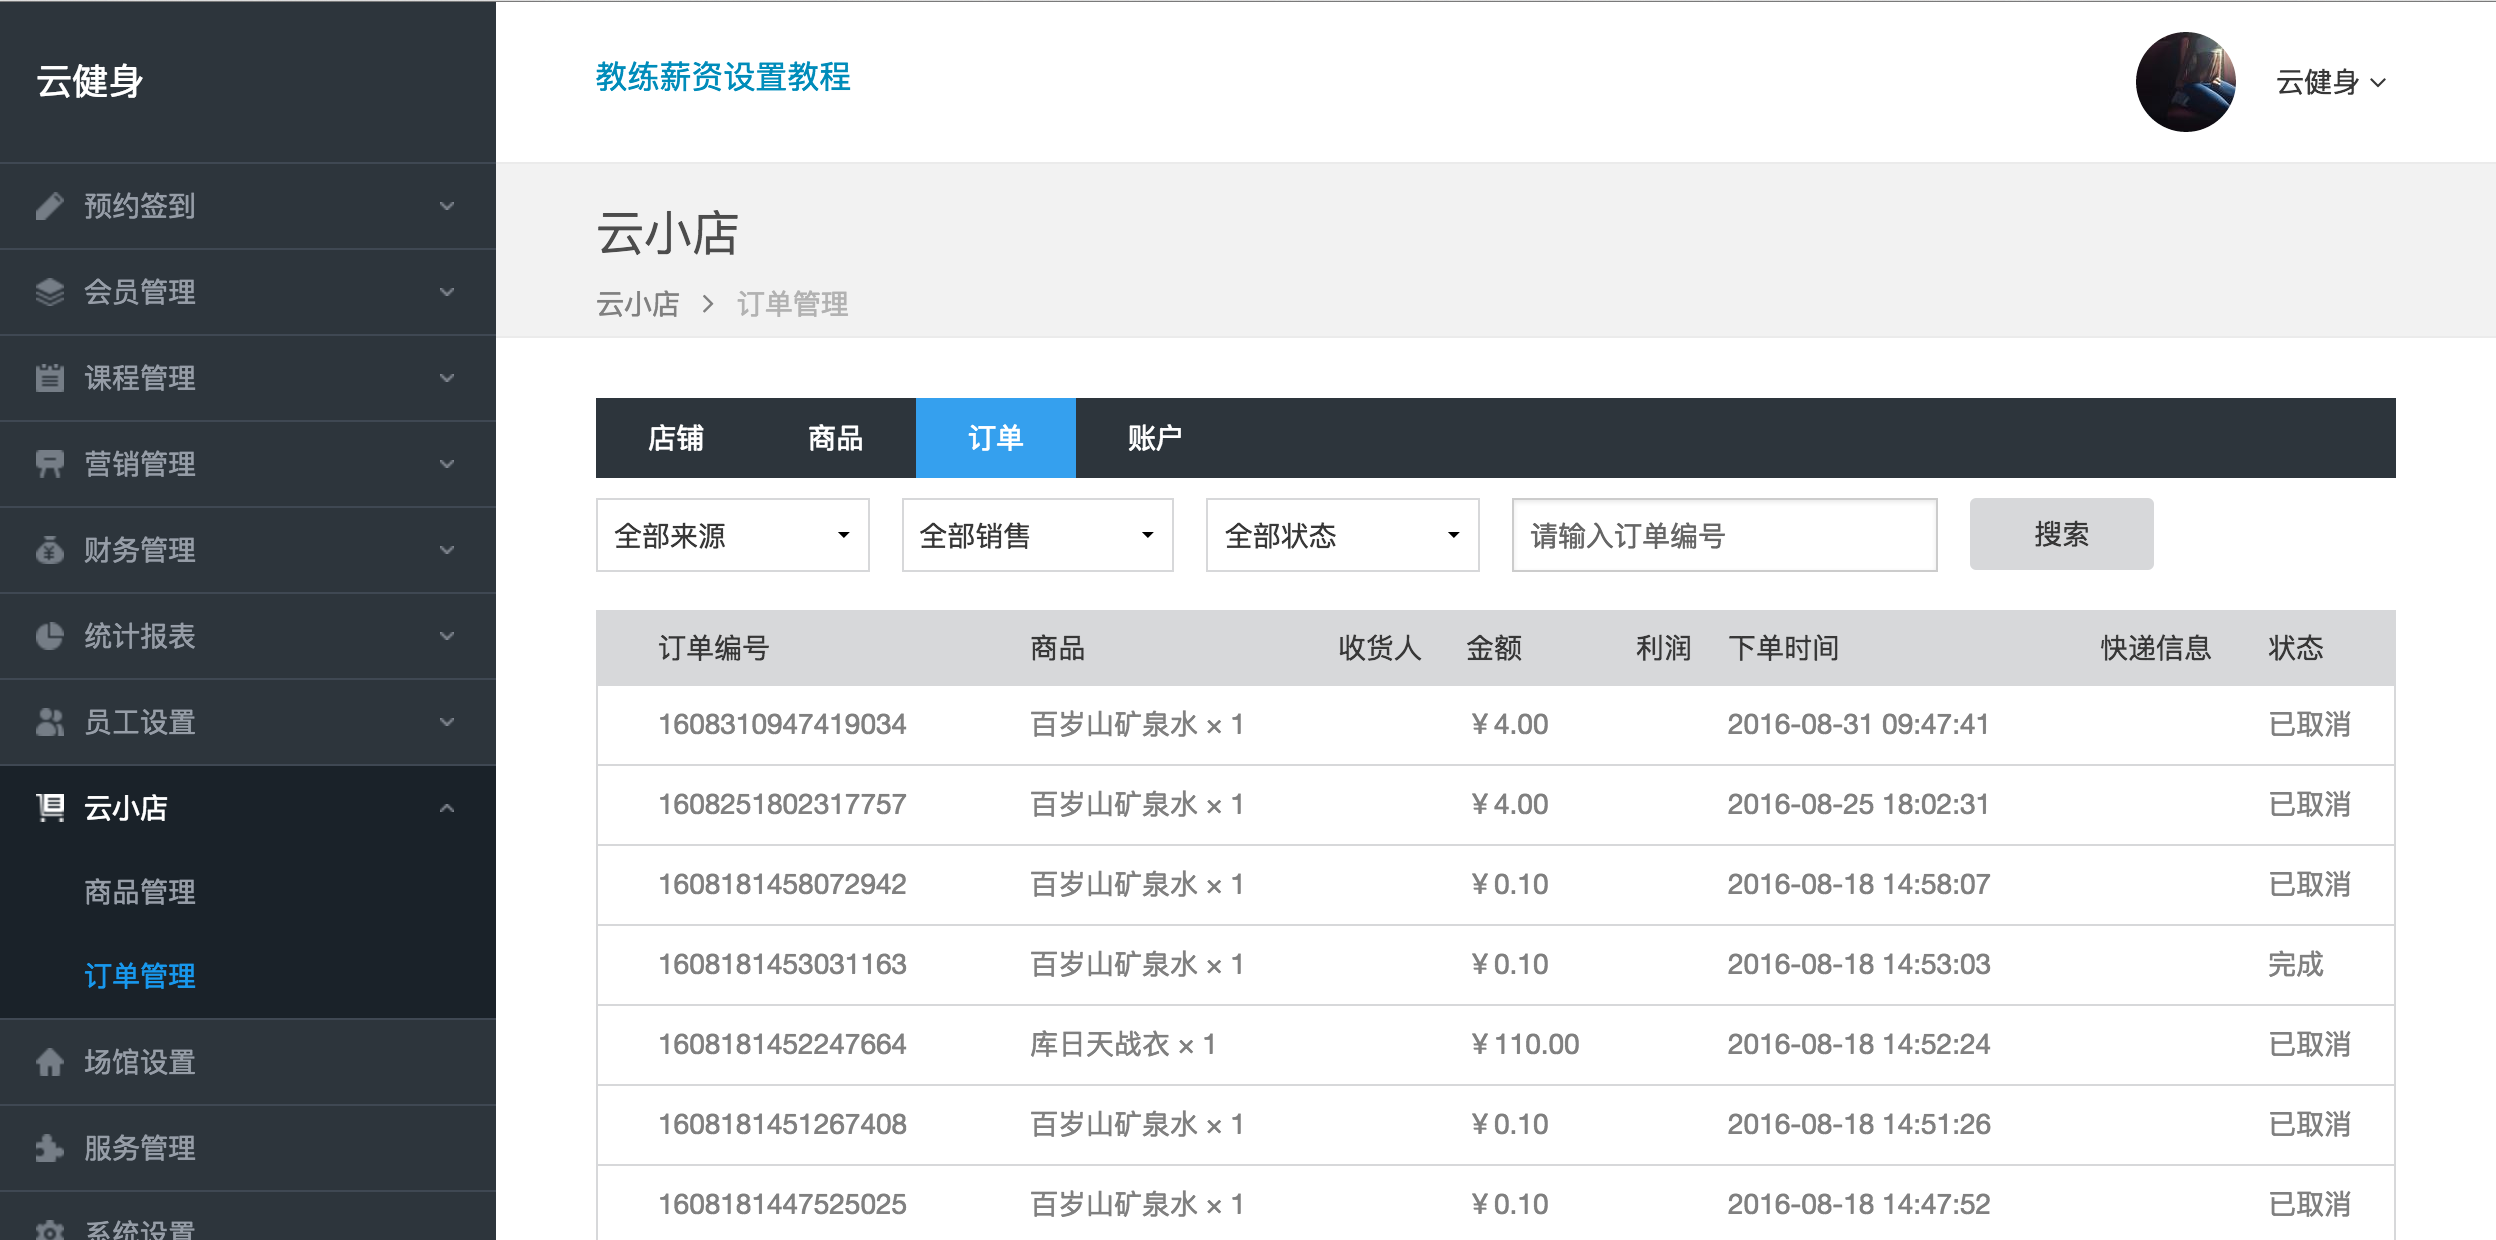 云健身
预约签到
会员管理
课程管理
营销管理
财务管理
统计报表
员工设置
云小店
商品管理
订单管理
场馆设置
服务管理
系统设置
教练薪资设置教程
云健身
云小店
云小店 > 订单管理
店铺 商品 订单 账户
全部来源 全部销售 全部状态 请输入订单编号 搜索
订单编号 商品 收货人 金额 利润 下单时间 快递信息 状态
1608310947419034 百岁山矿泉水 × 1 ¥ 4.00 2016-08-31 09:47:41 已取消
1608251802317757 百岁山矿泉水 × 1 ¥ 4.00 2016-08-25 18:02:31 已取消
1608181458072942 百岁山矿泉水 × 1 ¥ 0.10 2016-08-18 14:58:07 已取消
1608181453031163 百岁山矿泉水 × 1 ¥ 0.10 2016-08-18 14:53:03 完成
1608181452247664 库日天战衣 × 1 ¥ 110.00 2016-08-18 14:52:24 已取消
1608181451267408 百岁山矿泉水 × 1 ¥ 0.10 2016-08-18 14:51:26 已取消
1608181447525025 百岁山矿泉水 × 1 ¥ 0.10 2016-08-18 14:47:52 已取消